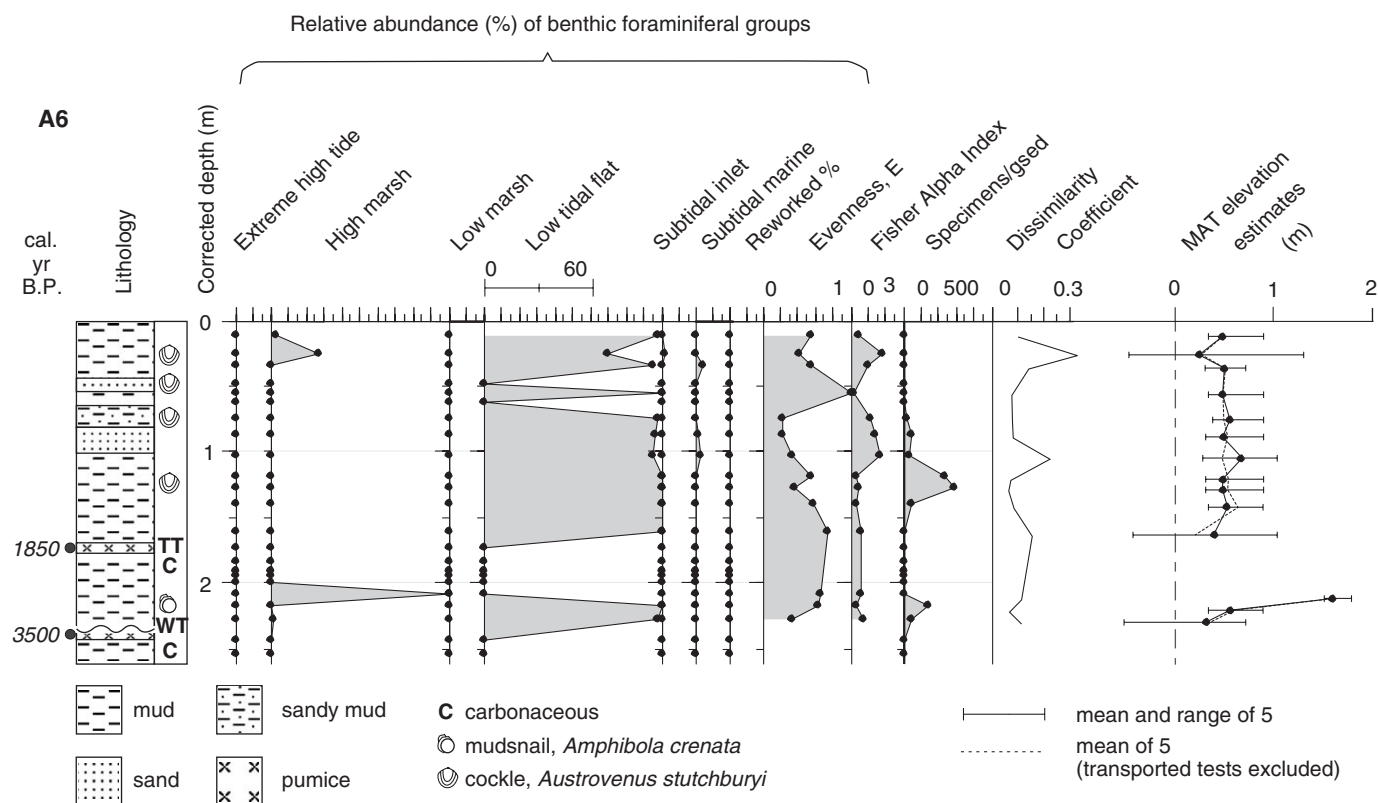 Relative abundance (%) of benthic foraminiferal groups
A6
cal.
yr
B.P.
Lithology
Corrected depth (m)
Extreme high tide
High marsh
Low marsh
Low tidal flat
Subtidal inlet
Subtidal marine
Reworked %
Evenness, E
Fisher Alpha Index
Specimens/gsed
Dissimilarity
Coefficient
MAT elevation
estimates
(m)
0 60
0 1 0 3 0 500 0 0.3 0 1 2
0
1
2
1850
3500
TT
C
WT
C
mud
sandy mud
C carbonaceous
mudsnail, Amphibola crenata
sand
pumice
cockle, Austrovenus stutchburyi
mean and range of 5
mean of 5
(transported tests excluded)